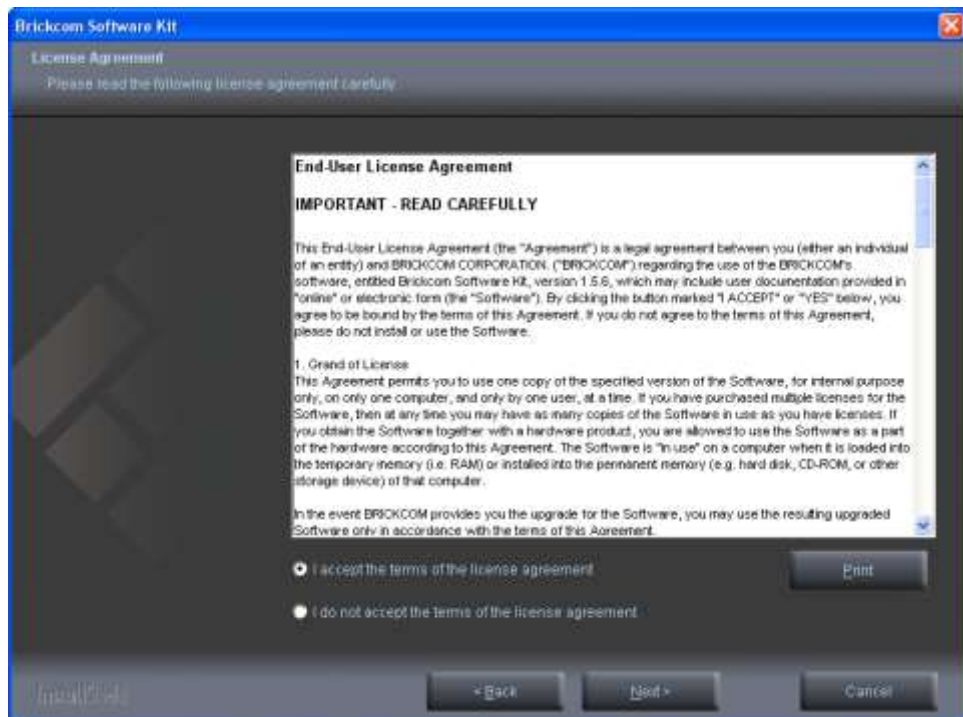 Brickcom Software Kit
License Agreement
Please read the following license agreement carefully.
End-User License Agreement
IMPORTANT - READ CAREFULLY
This End-User License Agreement (the "Agreement") is a legal agreement between you (either an individual
of an entity) and BRICKCOM CORPORATION. ("BRICKCOM") regarding the use of the BRICKCOM's
software, entitled Brickcom Software Kit, version 1.5.6, which may include user documentation provided in
"online" or electronic form (the "Software"). By clicking the button marked "I ACCEPT" or "YES" below, you
agree to be bound by the terms of this Agreement. If you do not agree to the terms of this Agreement,
please do not install or use the Software.
1. Grand of License
This Agreement permits you to use one copy of the specified version of the Software, for internal purpose
only, on only one computer, and only by one user, at a time. If you have purchased multiple licenses for the
Software, then at any time you may have as many copies of the Software in use as you have licenses. If
you obtain the Software together with a hardware product, you are allowed to use the Software as a part
of the hardware according to this Agreement. The Software is "in use" on a computer when it is loaded into
the temporary memory (i.e. RAM) or installed into the permanent memory (e.g. hard disk, CD-ROM, or other
storage device) of that computer.
In the event BRICKCOM provides you the upgrade for the Software, you may use the resulting upgraded
Software only in accordance with the terms of this Agreement.
I accept the terms of the license agreement
Print
I do not accept the terms of the license agreement
InstallShield
< Back
Next >
Cancel